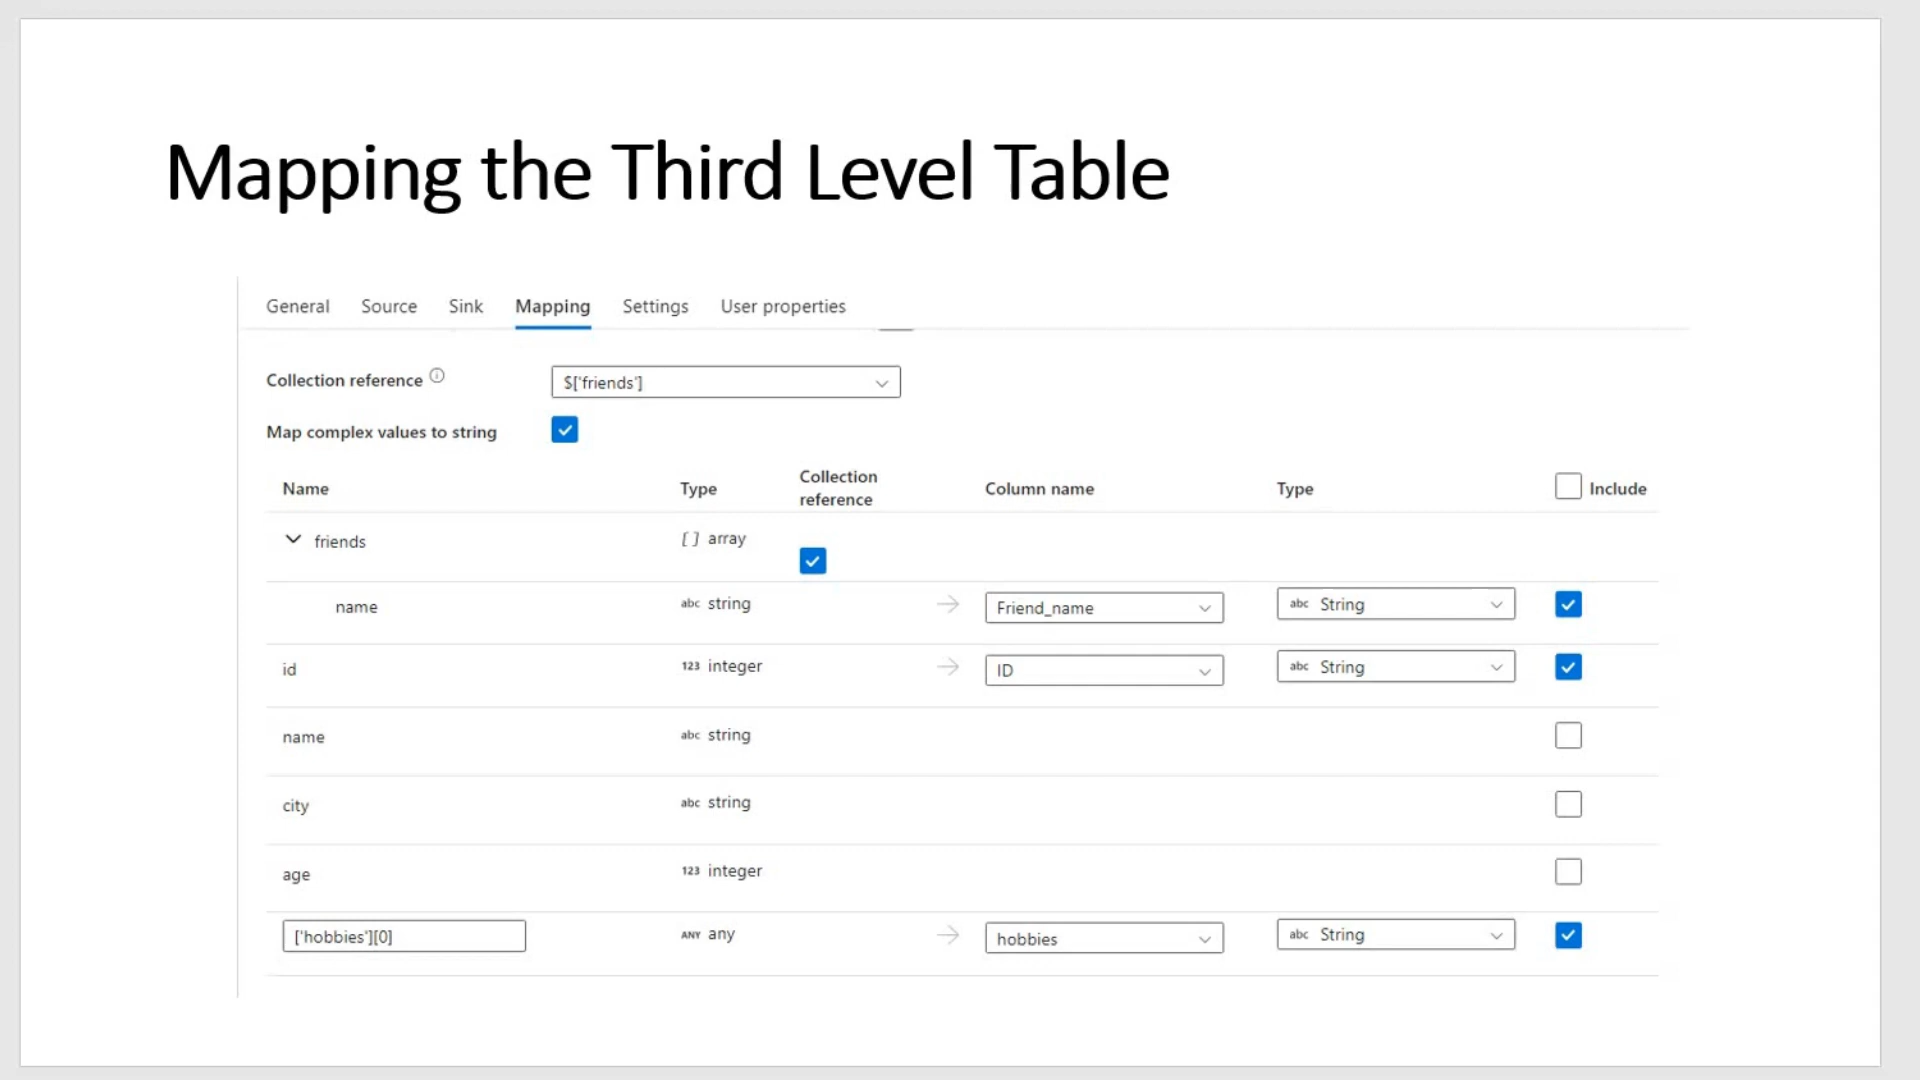 Mapping the Third Level Table
General Source Sink Mapping Settings User properties
Collection reference $['friends']
Map complex values to string
Name Type Collection reference Column name Type Include
friends [ ] array
name abc string Friend_name abc String
id 123 integer ID abc String
name abc string
city abc string
age 123 integer
['hobbies'][0] ANY any hobbies abc String